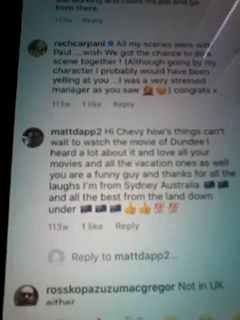 from there.
113w Reply
rachcarpani All my scenes were with
Paul ... wish We got the chance to do a
scene together ! (Although going by my
character I probably would have been
yelling at you ...I was a very stressed
manager as you saw 🤦😂) congrats x
113w 1 like Reply
mattdapp2 Hi Chevy how's things can't
wait to watch the movie of Dundee I
heard a lot about it and love all your
movies and all the vacation ones as well
you are a funny guy and thanks for all the
laughs I'm from Sydney Australia 🇦🇺🇦🇺
and all the best from the land down
under 🇦🇺🇦🇺🇦🇺👍👍💯💯
113w 1 like Reply
Reply to mattdapp2...
rosskopazuzumacgregor Not in UK
either